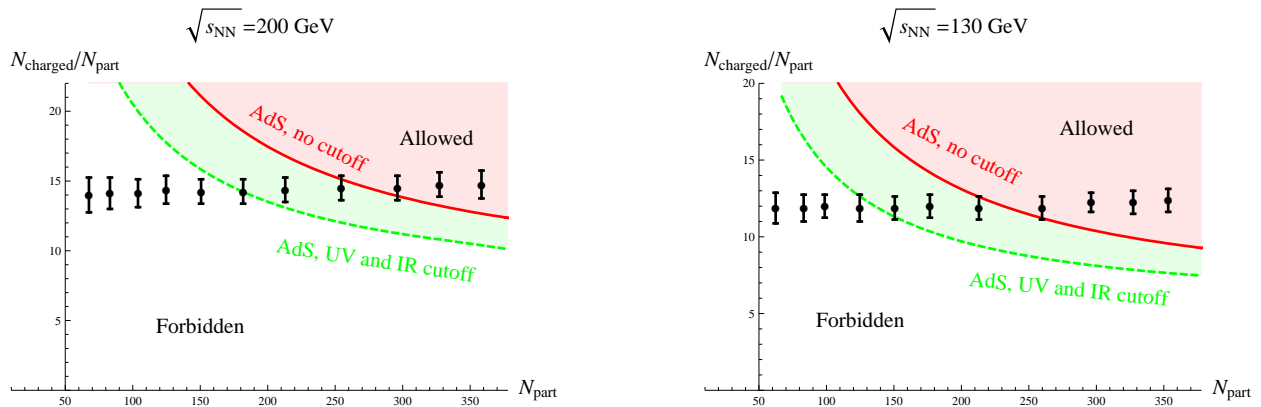 √s_NN =200 GeV
N_charged/N_part
20
15
10
5
50 100 150 200 250 300 350
N_part
AdS, no cutoff
Allowed
AdS, UV and IR cutoff
Forbidden
√s_NN =130 GeV
N_charged/N_part
20
15
10
5
50 100 150 200 250 300 350
N_part
AdS, no cutoff
Allowed
AdS, UV and IR cutoff
Forbidden